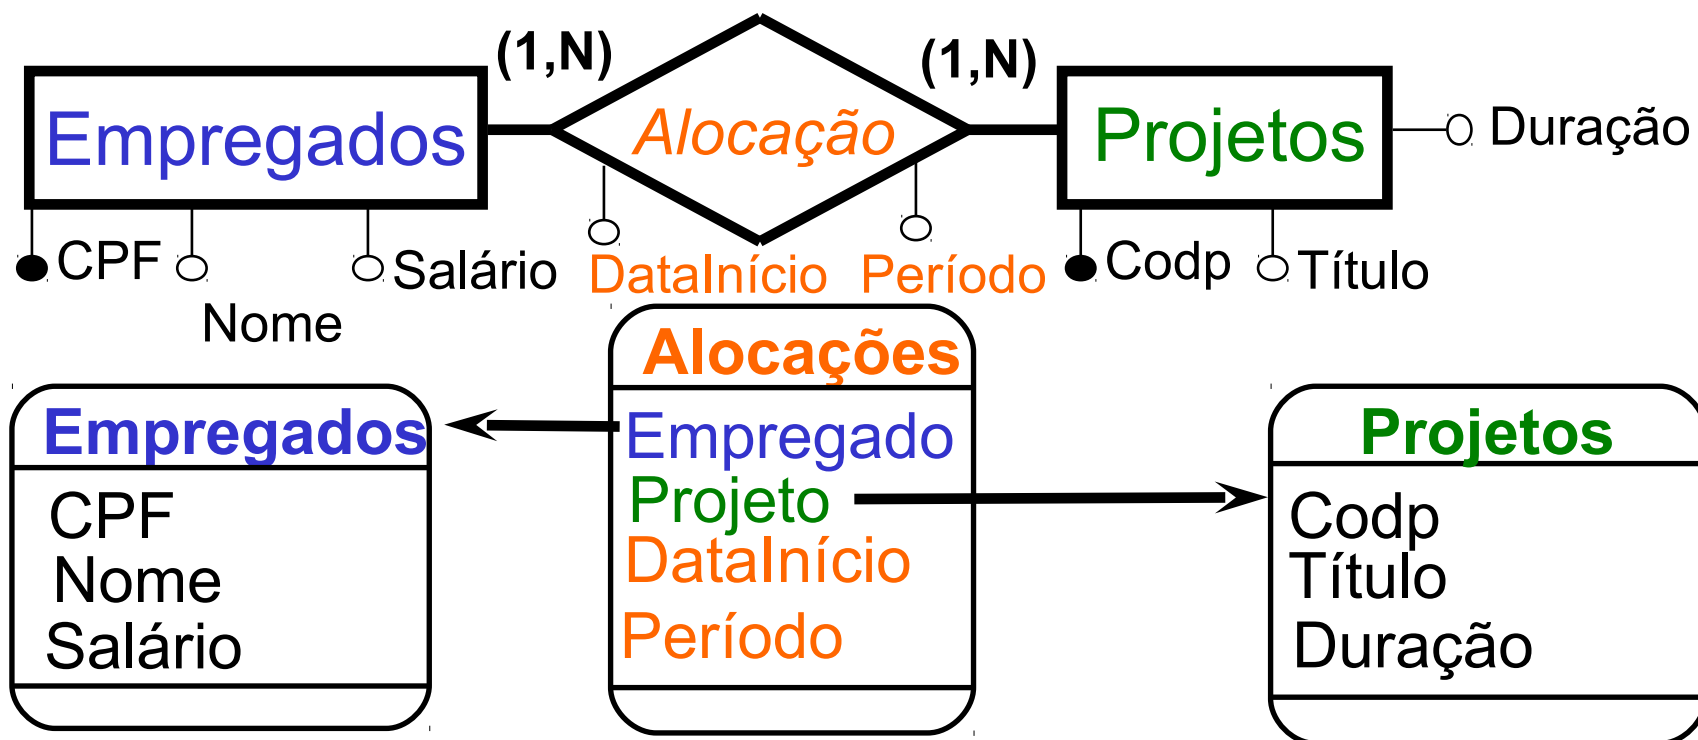 (1,N)
(1,N)
Empregados
Alocação
Projetos
Duração
CPF
Salário
DataInício
Período
Codp
Título
Nome
Alocações
Empregado
Projeto
DataInício
Período
Empregados
CPF
Nome
Salário
Projetos
Codp
Título
Duração